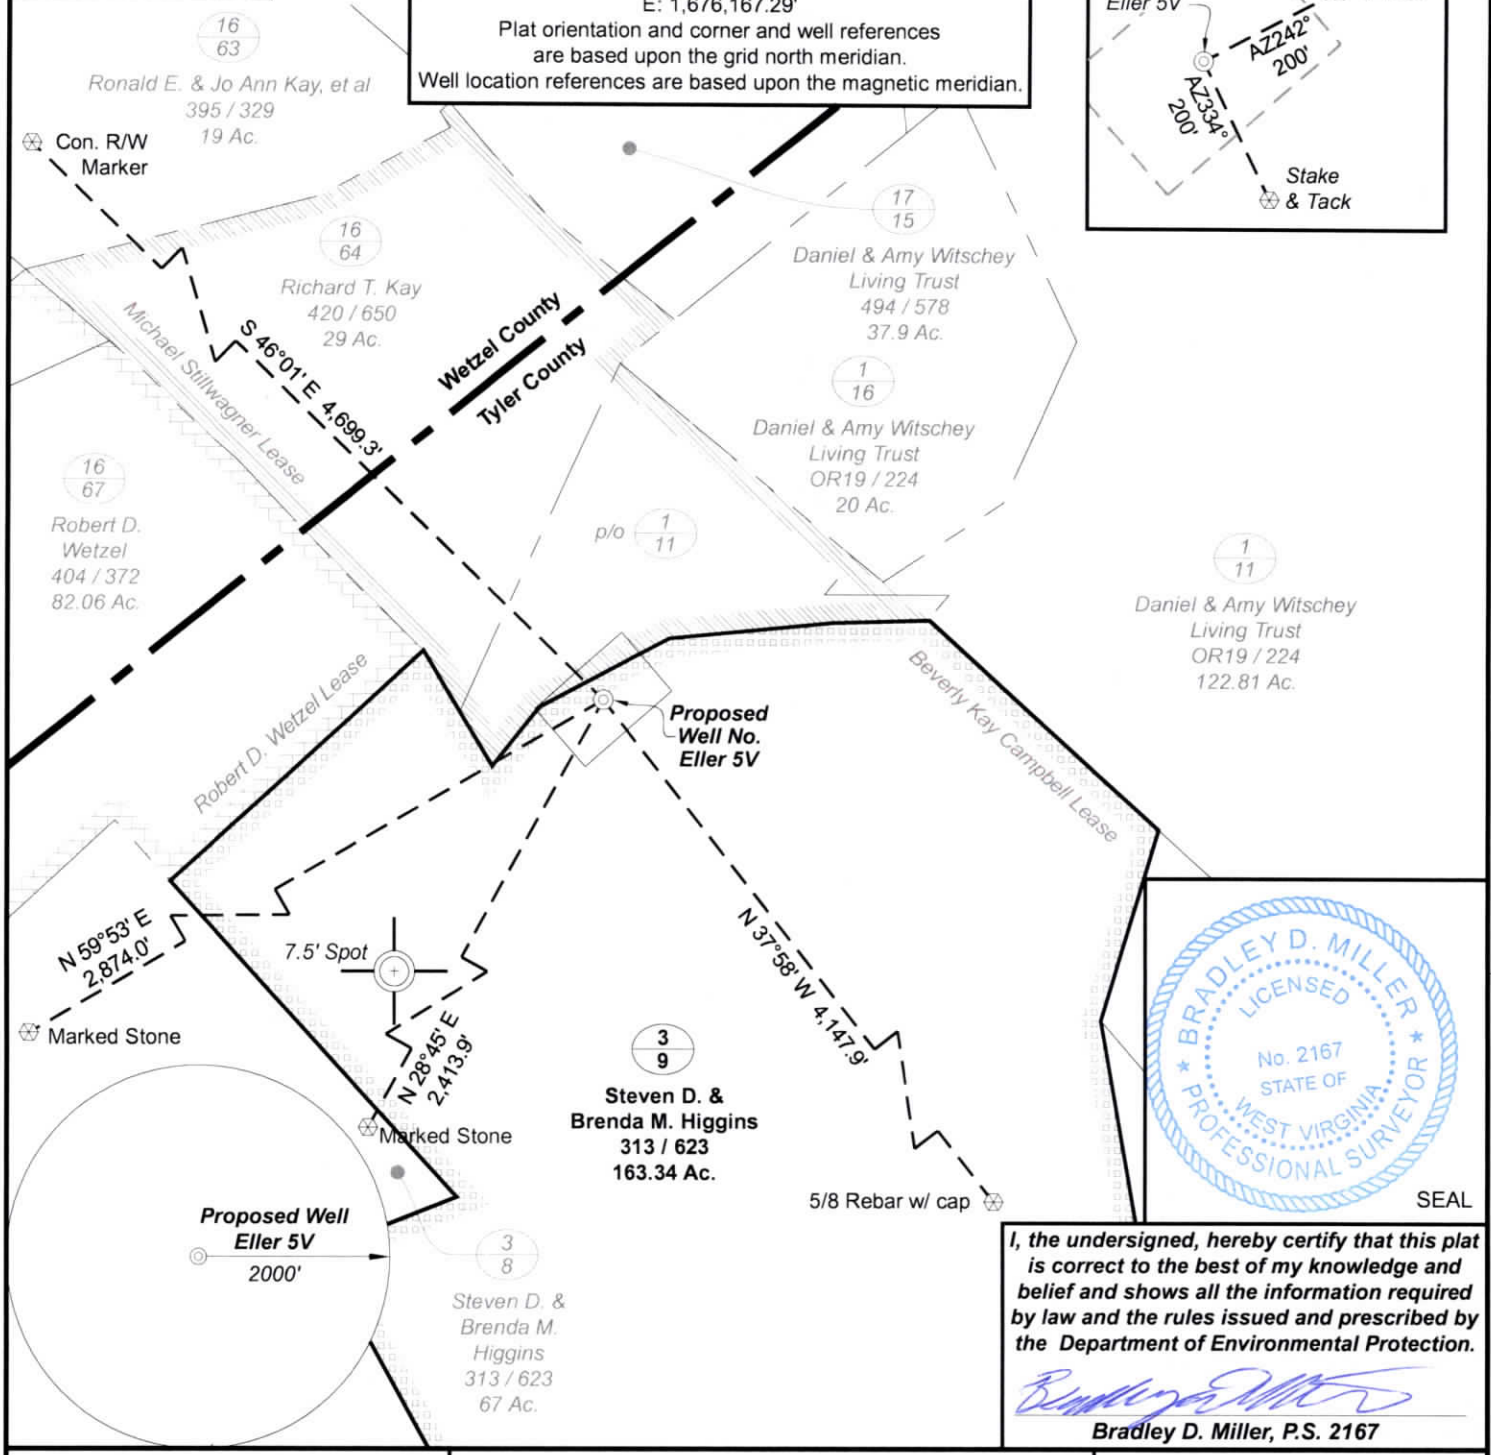 E: 1,676,167.29'
Plat orientation and corner and well references
are based upon the grid north meridian.
Well location references are based upon the magnetic meridian.
Eller 5V
AZ242°
200'
AZ334°
200'
Stake
& Tack
16
63
Ronald E. & Jo Ann Kay, et al
395 / 329
19 Ac.
Con. R/W
Marker
16
64
Richard T. Kay
420 / 650
29 Ac.
17
15
Daniel & Amy Witschey
Living Trust
494 / 578
37.9 Ac.
Michael Stillwagner Lease
S 46°01' E 4,699.3'
Wetzel County
Tyler County
1
16
Daniel & Amy Witschey
Living Trust
OR19 / 224
20 Ac.
16
67
Robert D.
Wetzel
404 / 372
82.06 Ac.
p/o
1
11
1
11
Daniel & Amy Witschey
Living Trust
OR19 / 224
122.81 Ac.
Robert D. Wetzel Lease
Proposed
Well No.
Eller 5V
Beverly Kay Campbell Lease
N 59°53' E
2,874.0'
Marked Stone
7.5' Spot
N 28°45' E
2,413.9'
Marked Stone
N 37°58' W 4,147.9'
3
9
Steven D. &
Brenda M. Higgins
313 / 623
163.34 Ac.
5/8 Rebar w/ cap
BRADLEY D. MILLER
LICENSED
No. 2167
STATE OF
WEST VIRGINIA
PROFESSIONAL SURVEYOR
SEAL
Proposed Well
Eller 5V
2000'
3
8
Steven D. &
Brenda M.
Higgins
313 / 623
67 Ac.
I, the undersigned, hereby certify that this plat
is correct to the best of my knowledge and
belief and shows all the information required
by law and the rules issued and prescribed by
the Department of Environmental Protection.
Bradley D. Miller, P.S. 2167